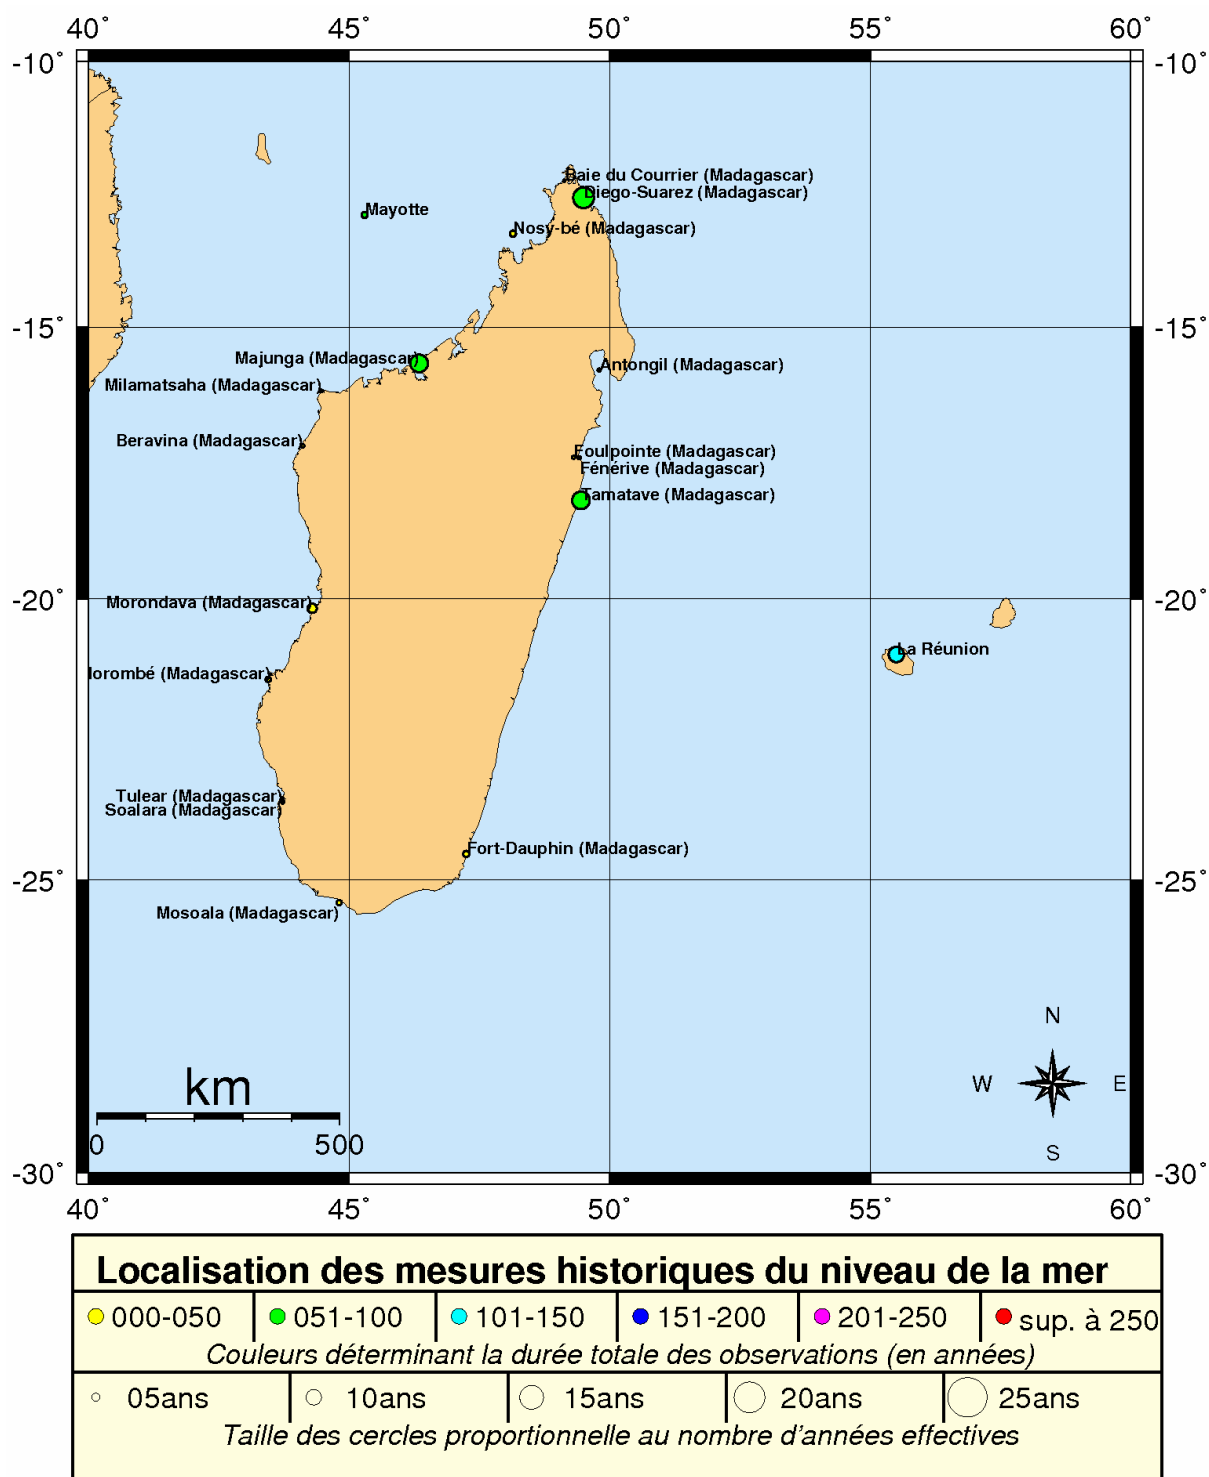 40° 45° 50° 55° 60°
-10° -10°
Baie du Courrier (Madagascar)
Diego-Suarez (Madagascar)
Mayotte
Nosy-bé (Madagascar)
-15° -15°
Majunga (Madagascar)
Antongil (Madagascar)
Milamatsaha (Madagascar)
Beravina (Madagascar)
Foulpointe (Madagascar)
Fénérive (Madagascar)
Tamatave (Madagascar)
-20° -20°
Morondava (Madagascar)
La Réunion
lorombé (Madagascar)
Tulear (Madagascar)
Soalara (Madagascar)
Fort-Dauphin (Madagascar)
-25° -25°
Mosoala (Madagascar)
N
km
W E
0 500
S
-30° -30°
40° 45° 50° 55° 60°
Localisation des mesures historiques du niveau de la mer
000-050 051-100 101-150 151-200 201-250 sup. à 250
Couleurs déterminant la durée totale des observations (en années)
05ans 10ans 15ans 20ans 25ans
Taille des cercles proportionnelle au nombre d'années effectives